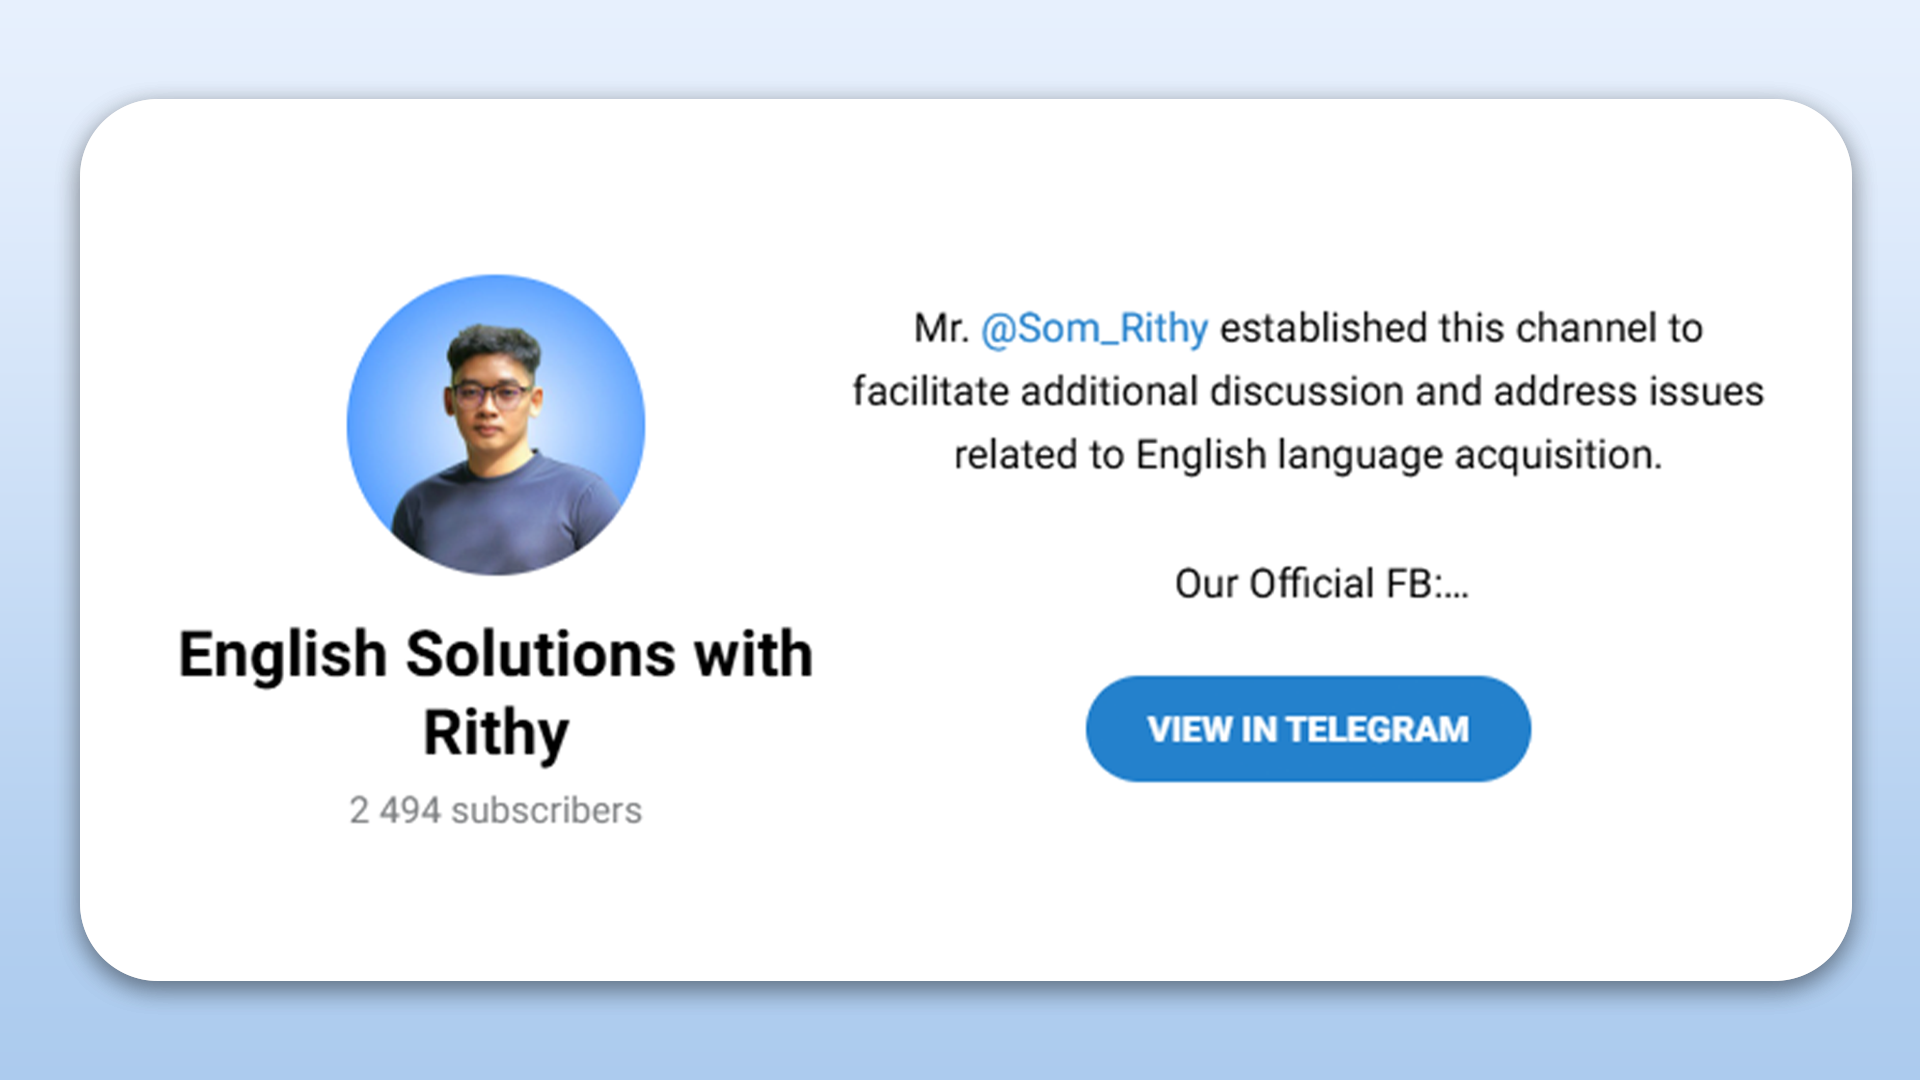 English Solutions with
Rithy
2 494 subscribers
Mr. @Som_Rithy established this channel to
facilitate additional discussion and address issues
related to English language acquisition.
Our Official FB:...
VIEW IN TELEGRAM